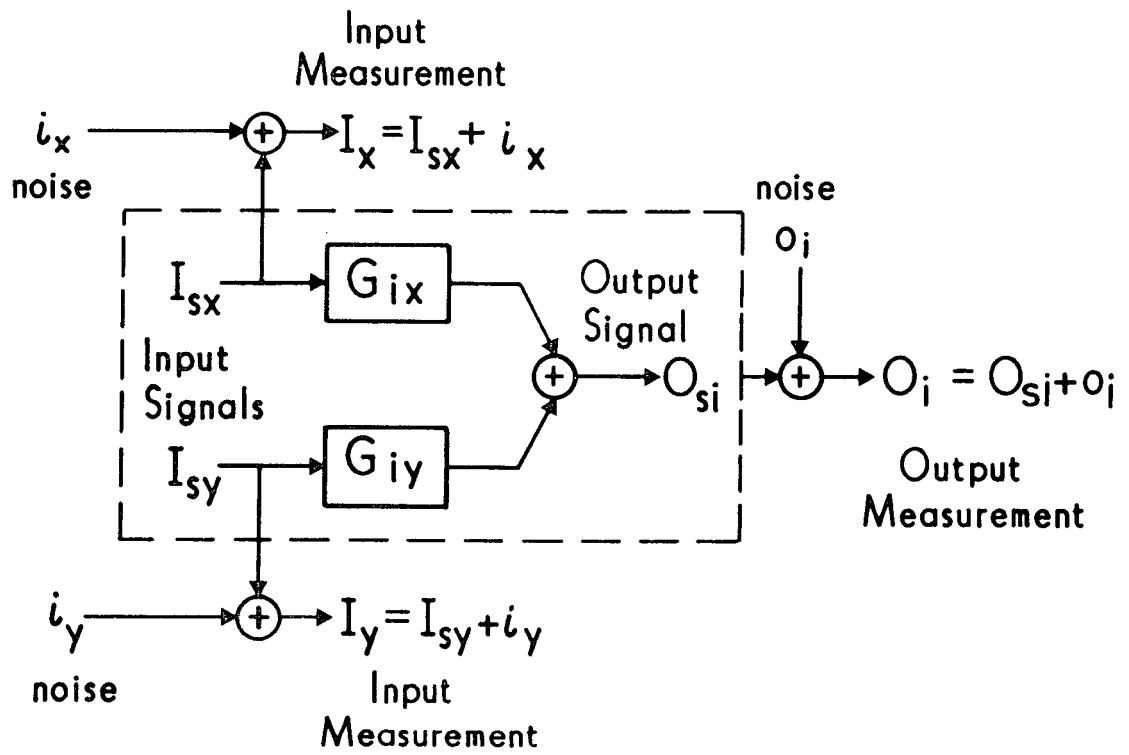 Input
Measurement
i_x
I_x = I_sx + i_x
noise
noise
o_i
I_sx
G_ix
Output
Signal
Input
Signals
O_si
O_i = O_si + o_i
I_sy
G_iy
Output
Measurement
i_y
I_y = I_sy + i_y
noise
Input
Measurement